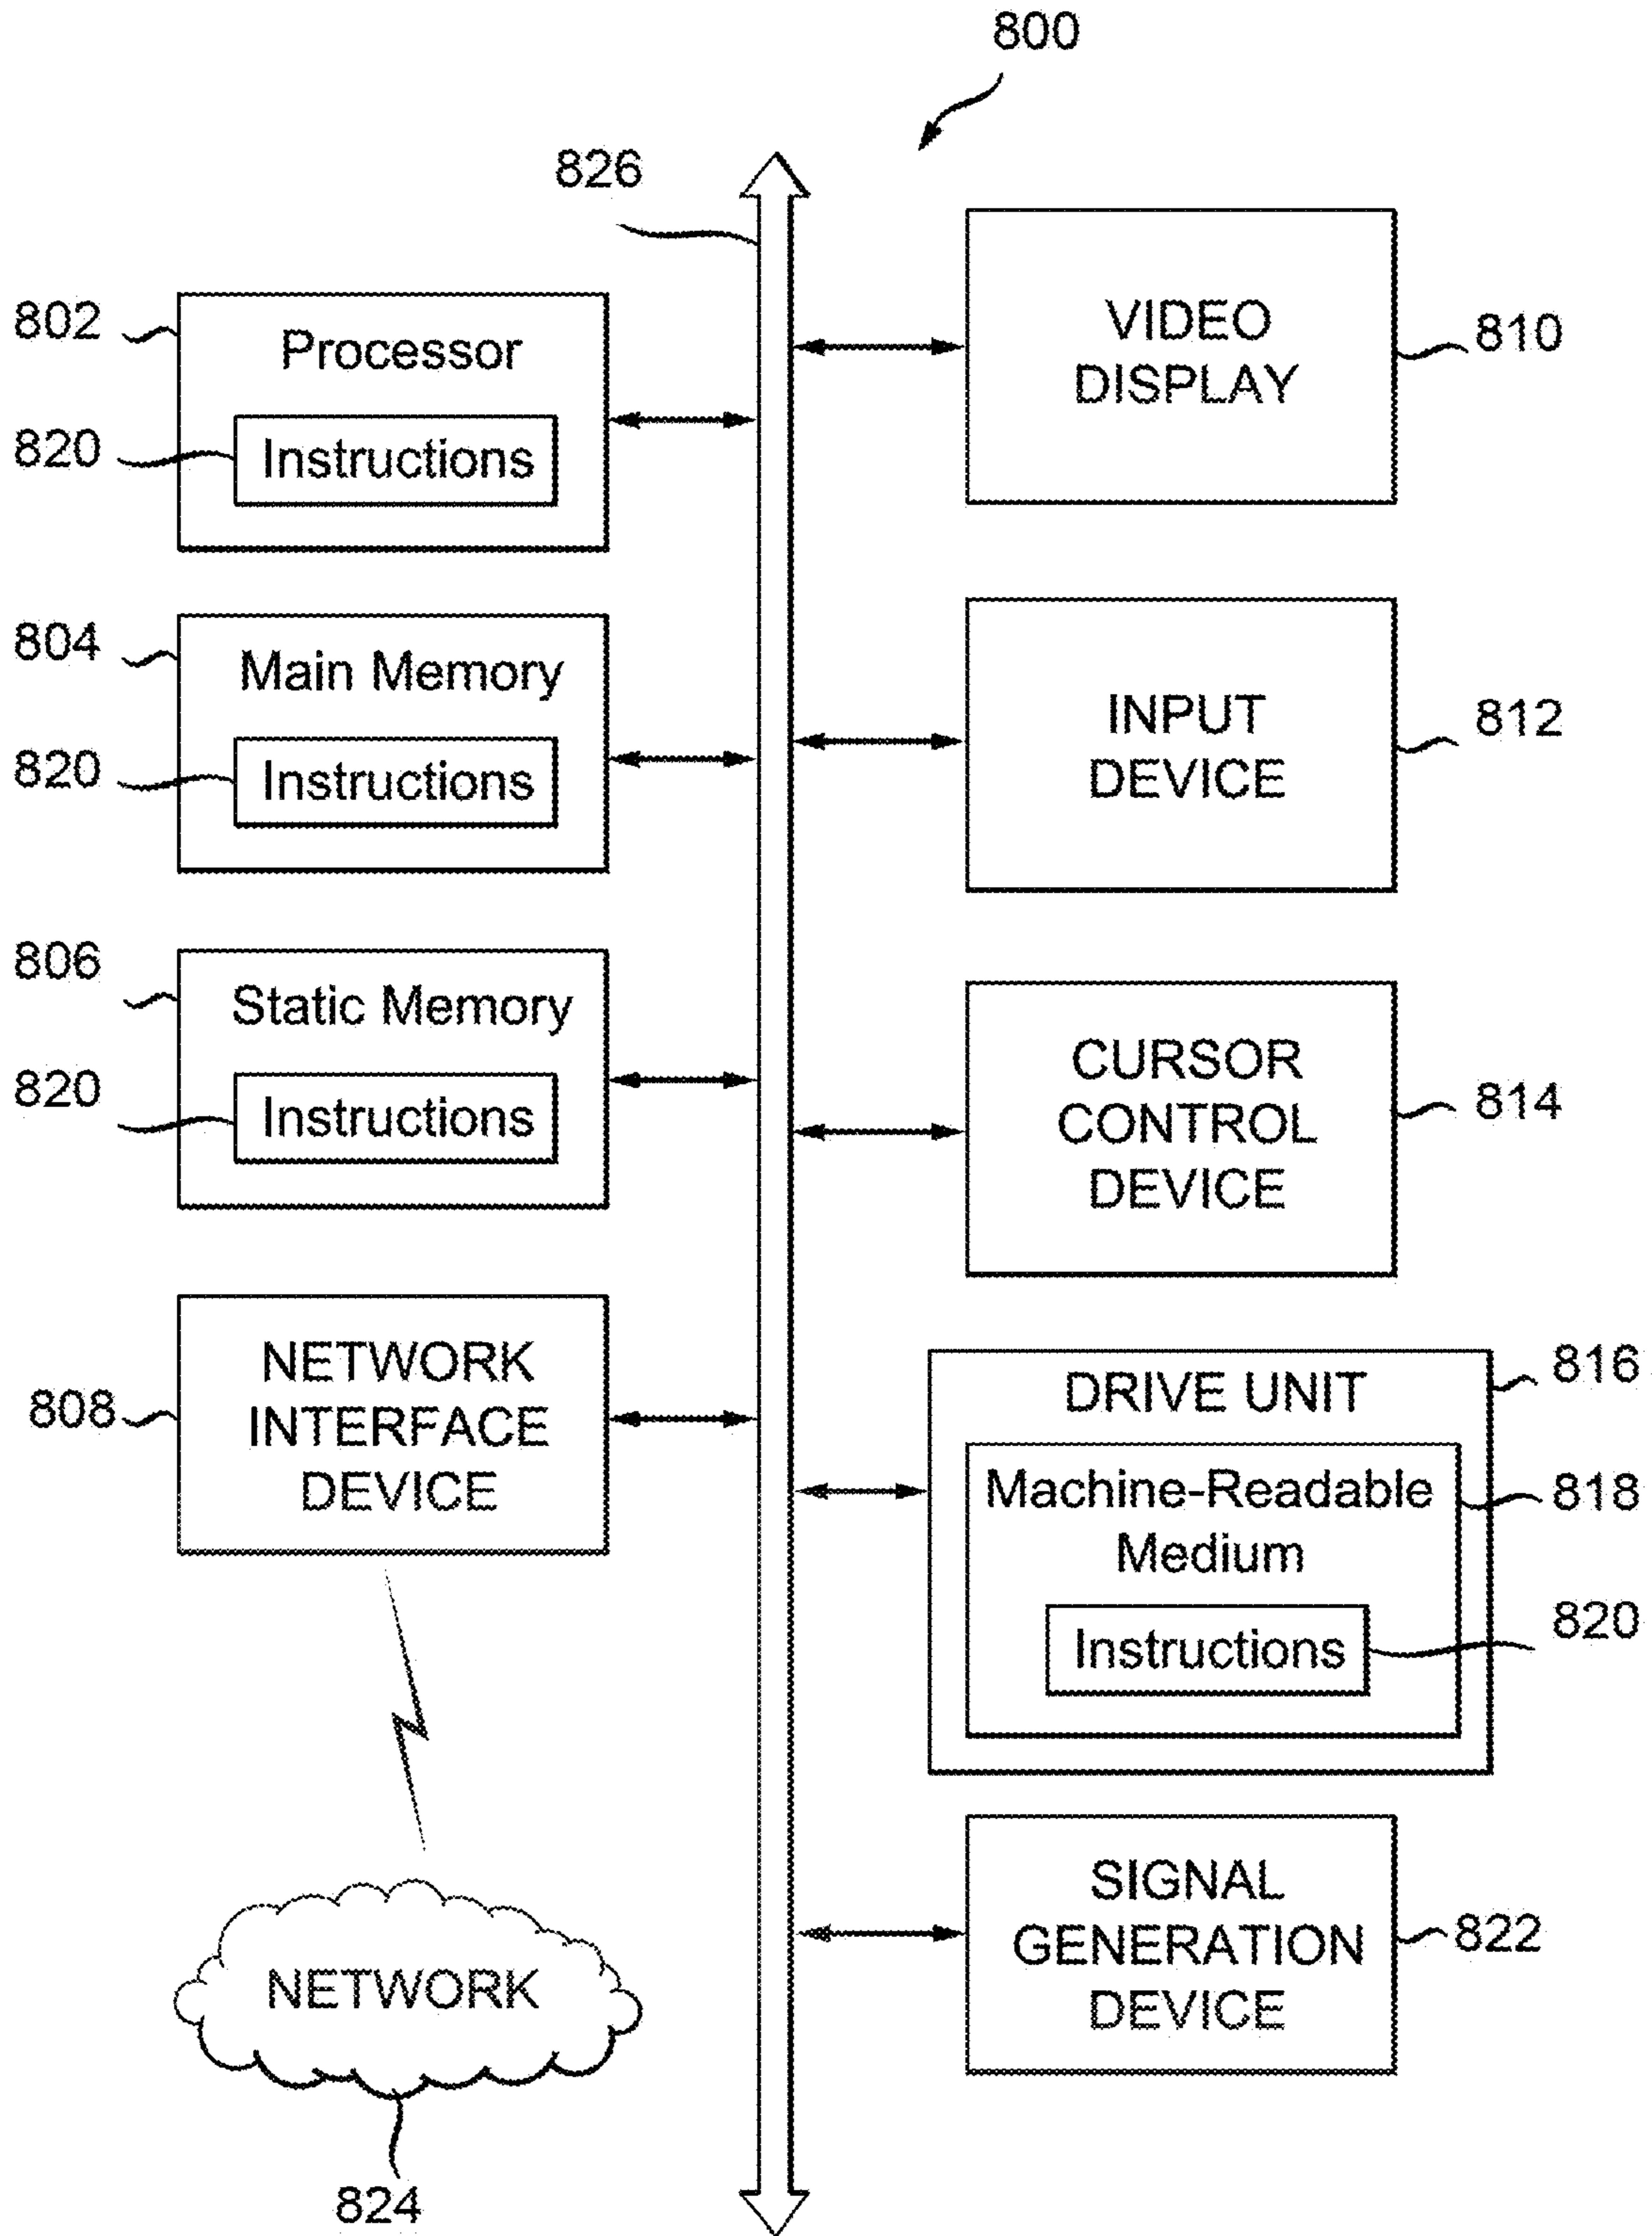 800
826
802
Processor
820
Instructions
804
Main Memory
820
Instructions
806
Static Memory
820
Instructions
808
NETWORK
INTERFACE
DEVICE
NETWORK
824
VIDEO
DISPLAY
810
INPUT
DEVICE
812
CURSOR
CONTROL
DEVICE
814
DRIVE UNIT
816
Machine-Readable
Medium
818
Instructions
820
SIGNAL
GENERATION
DEVICE
822